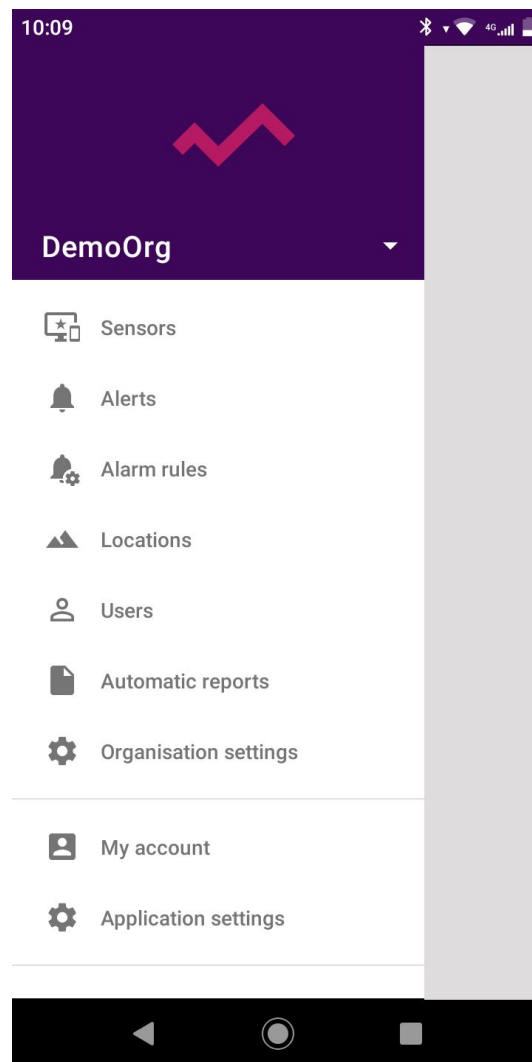 10:09
4G
DemoOrg
Sensors
Alerts
Alarm rules
Locations
Users
Automatic reports
Organisation settings
My account
Application settings